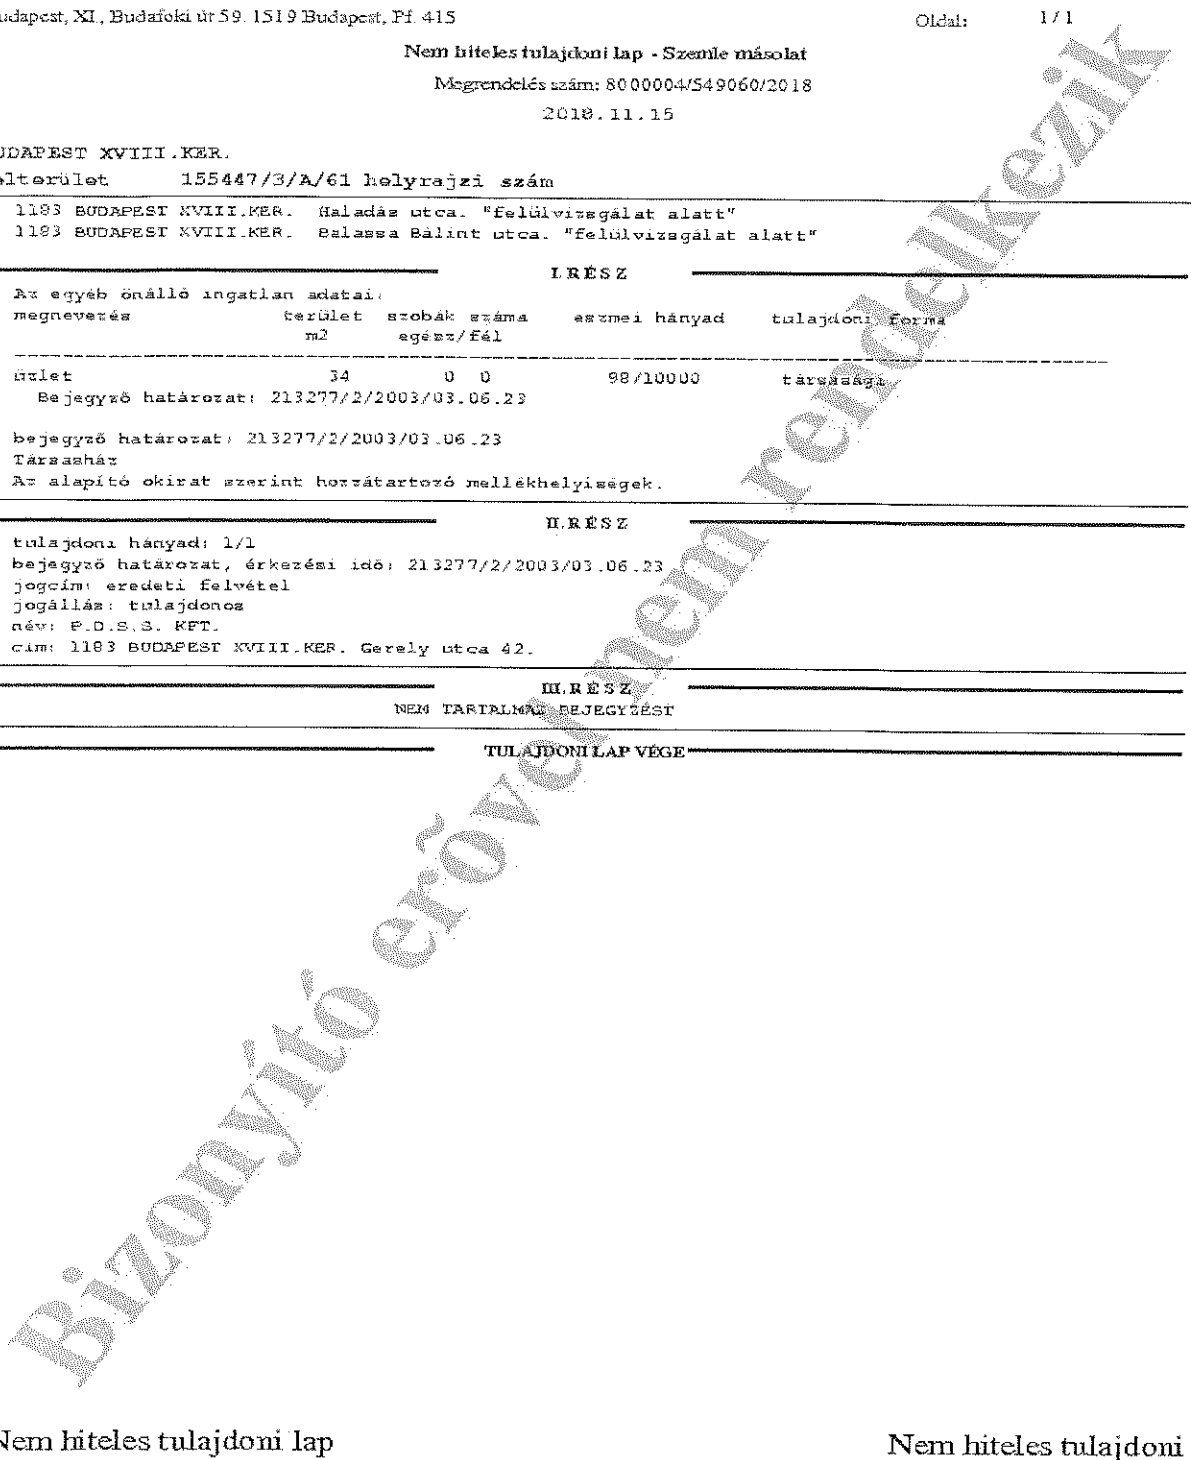 udapest, XI., Budafoki út 59. 1519 Budapest, Pf. 415 Oldal: 1 / 1
Nem hiteles tulajdoni lap - Szemle másolat
Megrendelés szám: 8000004/549060/2018
2018.11.15
UDAPEST XVIII.KER.
elterület 155447/3/A/61 helyrajzi szám
1183 BUDAPEST XVIII.KER. Haladás utca. "felülvizsgálat alatt"
1183 BUDAPEST XVIII.KER. Balassa Bálint utca. "felülvizsgálat alatt"
I.RÉSZ
Az egyéb önálló ingatlan adatai:
megnevezés terület szobák száma eszmei hányad tulajdoni forma
m2 egész/fél
üzlet 34 0 0 98/10000 társasági
Bejegyző határozat: 213277/2/2003/03.06.23
bejegyző határozat: 213277/2/2003/03.06.23
Társasház
Az alapító okirat szerint hozzátartozó mellékhelyiségek.
II.RÉSZ
tulajdoni hányad: 1/1
bejegyző határozat, érkezési idő: 213277/2/2003/03.06.23
jogcím: eredeti felvétel
jogállás: tulajdonos
név: P.D.S.S. KFT.
cím: 1183 BUDAPEST XVIII.KER. Gerely utca 42.
III.RÉSZ
NEM TARTALMAZ BEJEGYZÉST
TULAJDONI LAP VÉGE
Bizonyító erővel nem rendelkezik
Nem hiteles tulajdoni lap Nem hiteles tulajdoni